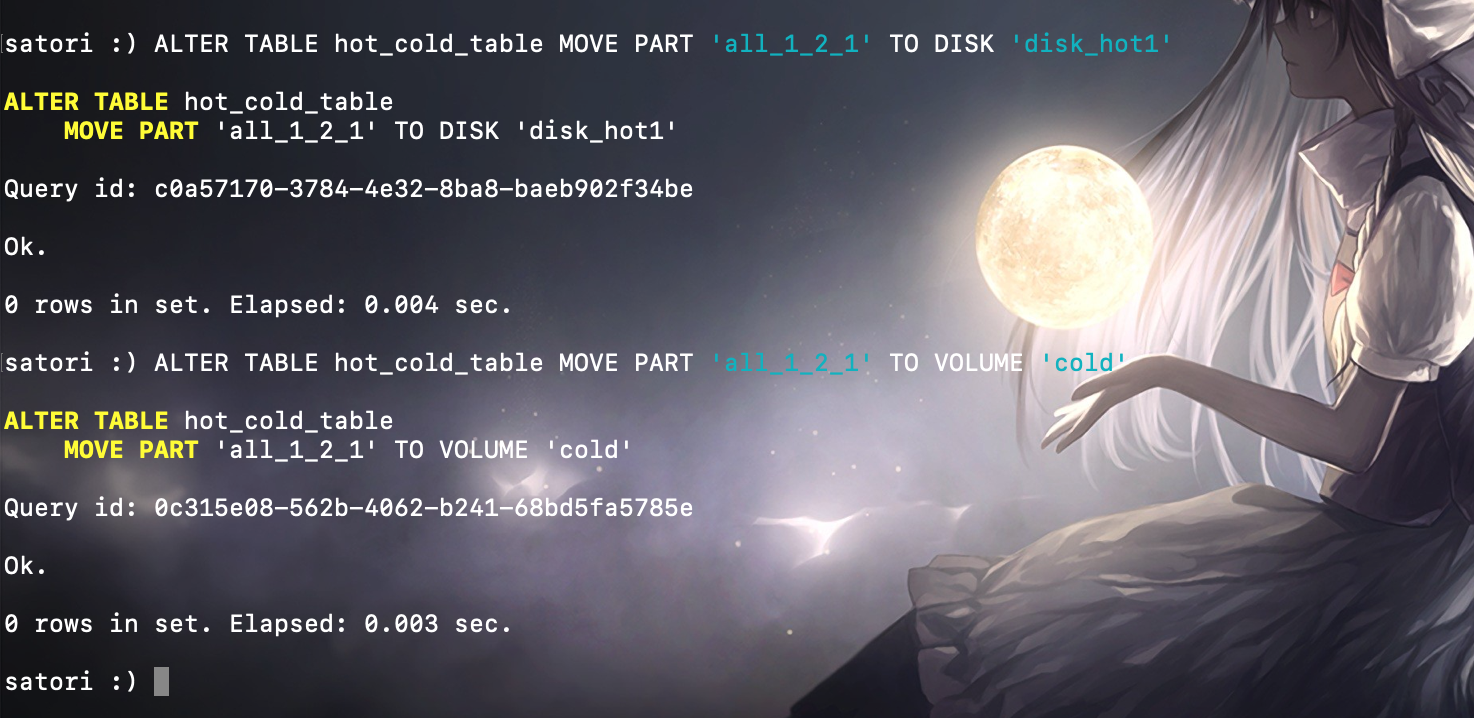 satori :) ALTER TABLE hot_cold_table MOVE PART 'all_1_2_1' TO DISK 'disk_hot1'
ALTER TABLE hot_cold_table
    MOVE PART 'all_1_2_1' TO DISK 'disk_hot1'
Query id: c0a57170-3784-4e32-8ba8-baeb902f34be
Ok.
0 rows in set. Elapsed: 0.004 sec.
satori :) ALTER TABLE hot_cold_table MOVE PART 'all_1_2_1' TO VOLUME 'cold'
ALTER TABLE hot_cold_table
    MOVE PART 'all_1_2_1' TO VOLUME 'cold'
Query id: 0c315e08-562b-4062-b241-68bd5fa5785e
Ok.
0 rows in set. Elapsed: 0.003 sec.
satori :)